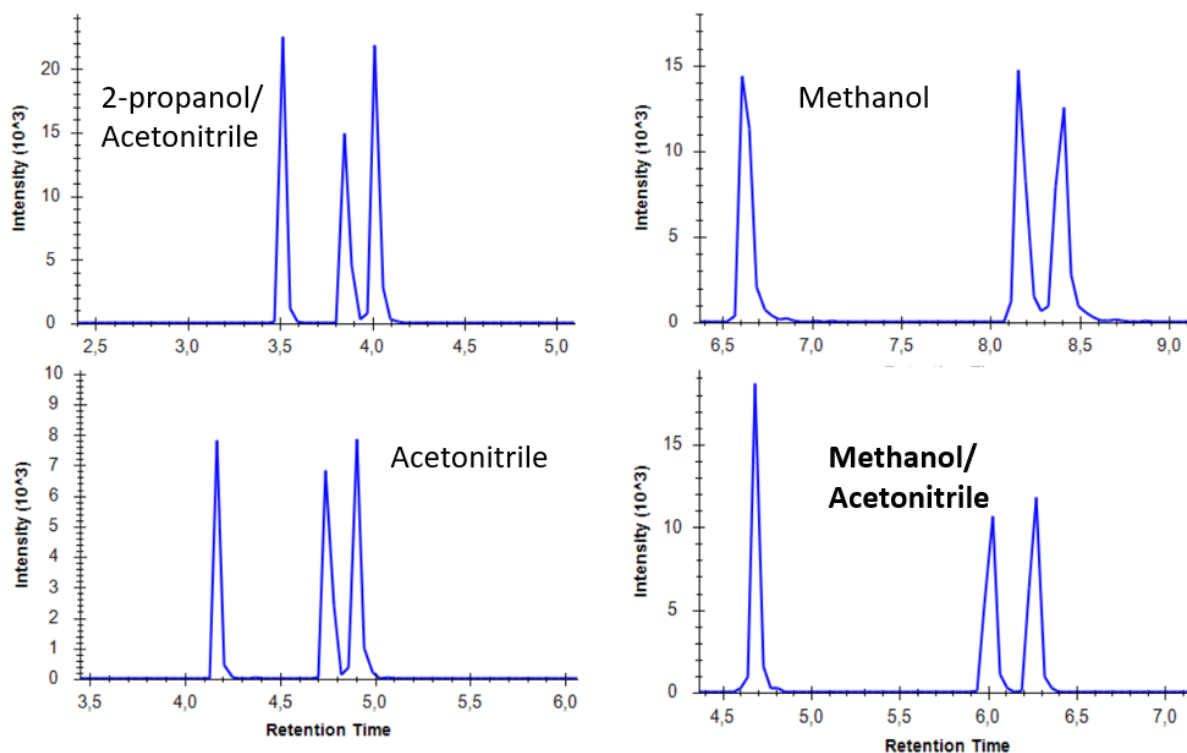 Intensity (10^3)
20
15
10
5
0
2-propanol/
Acetonitrile
2,5 3,0 3,5 4,0 4,5 5,0
Intensity (10^3)
15
10
5
0
Methanol
6,5 7,0 7,5 8,0 8,5 9,0
Intensity (10^3)
10
9
8
7
6
5
4
3
2
1
0
Acetonitrile
3,5 4,0 4,5 5,0 5,5 6,0
Retention Time
Intensity (10^3)
15
10
5
0
Methanol/
Acetonitrile
4,5 5,0 5,5 6,0 6,5 7,0
Retention Time